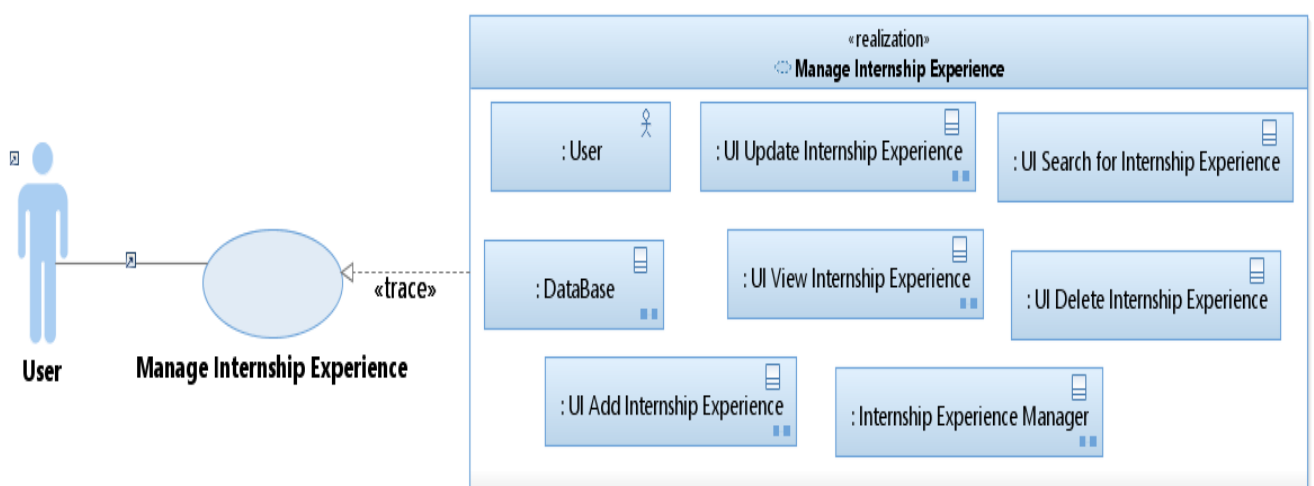 «realization»
Manage Internship Experience
: User
: UI Update Internship Experience
: UI Search for Internship Experience
: DataBase
: UI View Internship Experience
: UI Delete Internship Experience
: UI Add Internship Experience
: Internship Experience Manager
«trace»
User
Manage Internship Experience